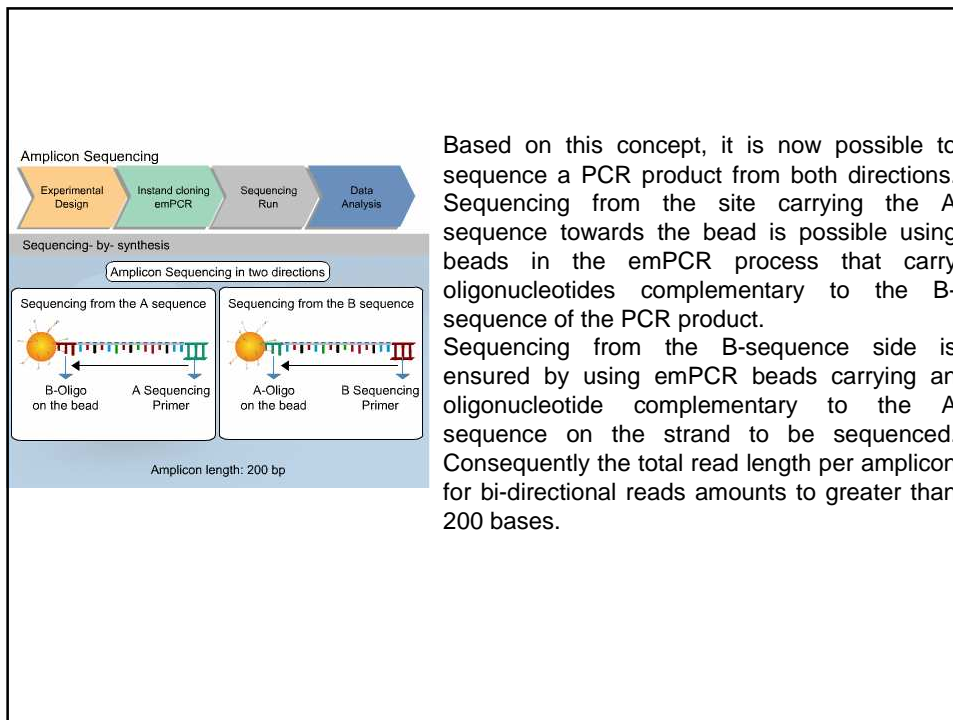 Amplicon Sequencing
Experimental Design
Instand cloning emPCR
Sequencing Run
Data Analysis
Sequencing- by- synthesis
Amplicon Sequencing in two directions
Sequencing from the A sequence
B-Oligo on the bead
A Sequencing Primer
Sequencing from the B sequence
A-Oligo on the bead
B Sequencing Primer
Amplicon length: 200 bp
Based on this concept, it is now possible to
sequence a PCR product from both directions.
Sequencing from the site carrying the A
sequence towards the bead is possible using
beads in the emPCR process that carry
oligonucleotides complementary to the B-
sequence of the PCR product.
Sequencing from the B-sequence side is
ensured by using emPCR beads carrying an
oligonucleotide complementary to the A
sequence on the strand to be sequenced.
Consequently the total read length per amplicon
for bi-directional reads amounts to greater than
200 bases.